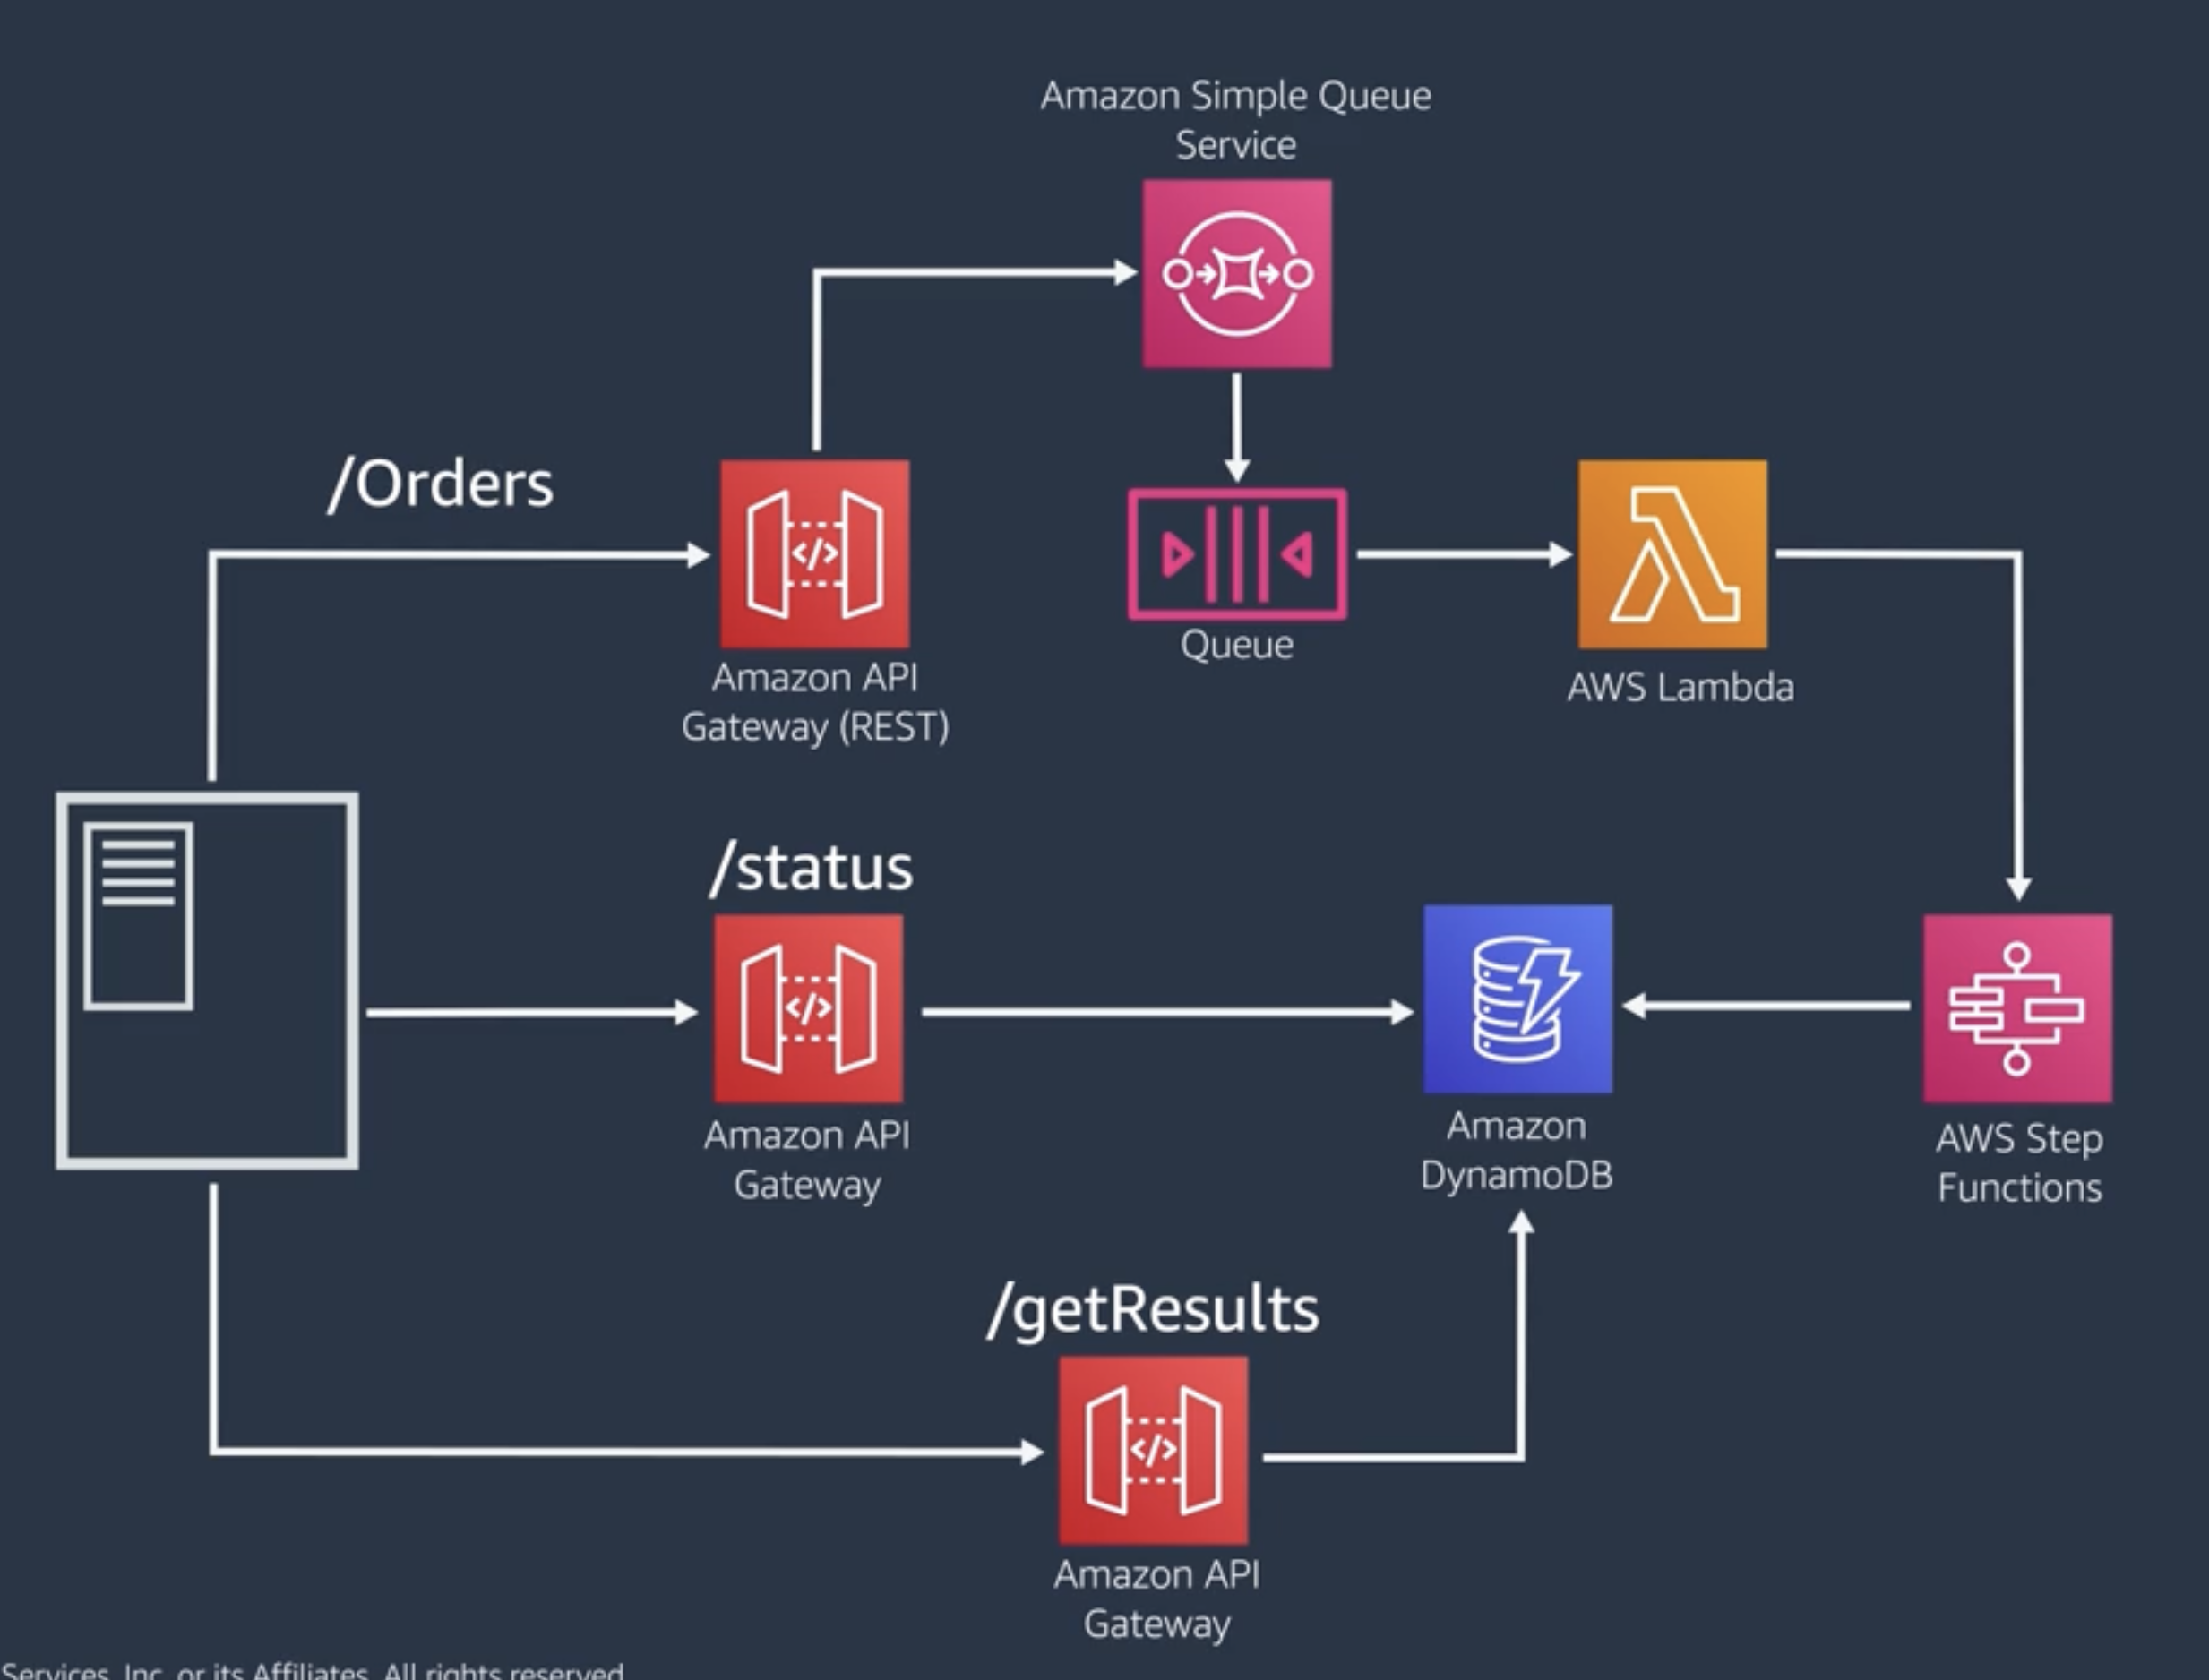 Amazon Simple Queue
Service
/Orders
Amazon API
Gateway (REST)
Queue
AWS Lambda
/status
Amazon API
Gateway
Amazon
DynamoDB
AWS Step
Functions
/getResults
Amazon API
Gateway
Services, Inc. or its Affiliates. All rights reserved